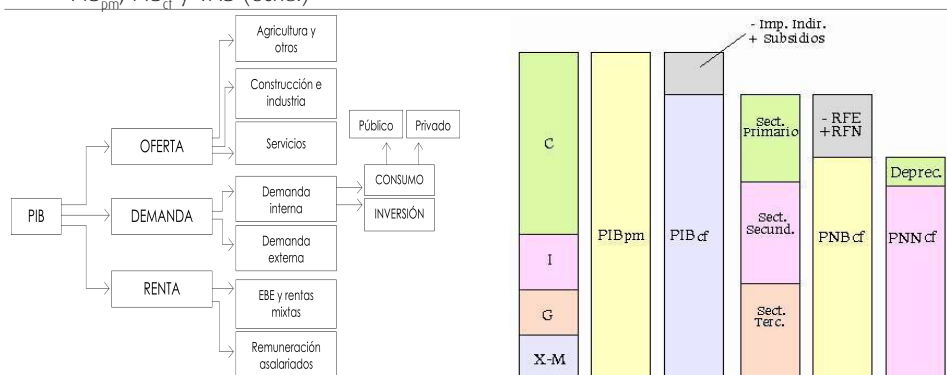 Agricultura y
otros
Construcción e
industria
Servicios
OFERTA
Público
Privado
CONSUMO
INVERSIÓN
PIB
DEMANDA
Demanda
interna
Demanda
externa
RENTA
EBE y rentas
mixtas
Remuneración
asalariados
- Imp. Indir.
+ Subsidios
C
I
G
X-M
PIBpm
PIBcf
Sect.
Primario
Sect.
Secund.
Sect.
Terc.
- RFE
+RFN
PNBcf
Deprec.
PNNcf